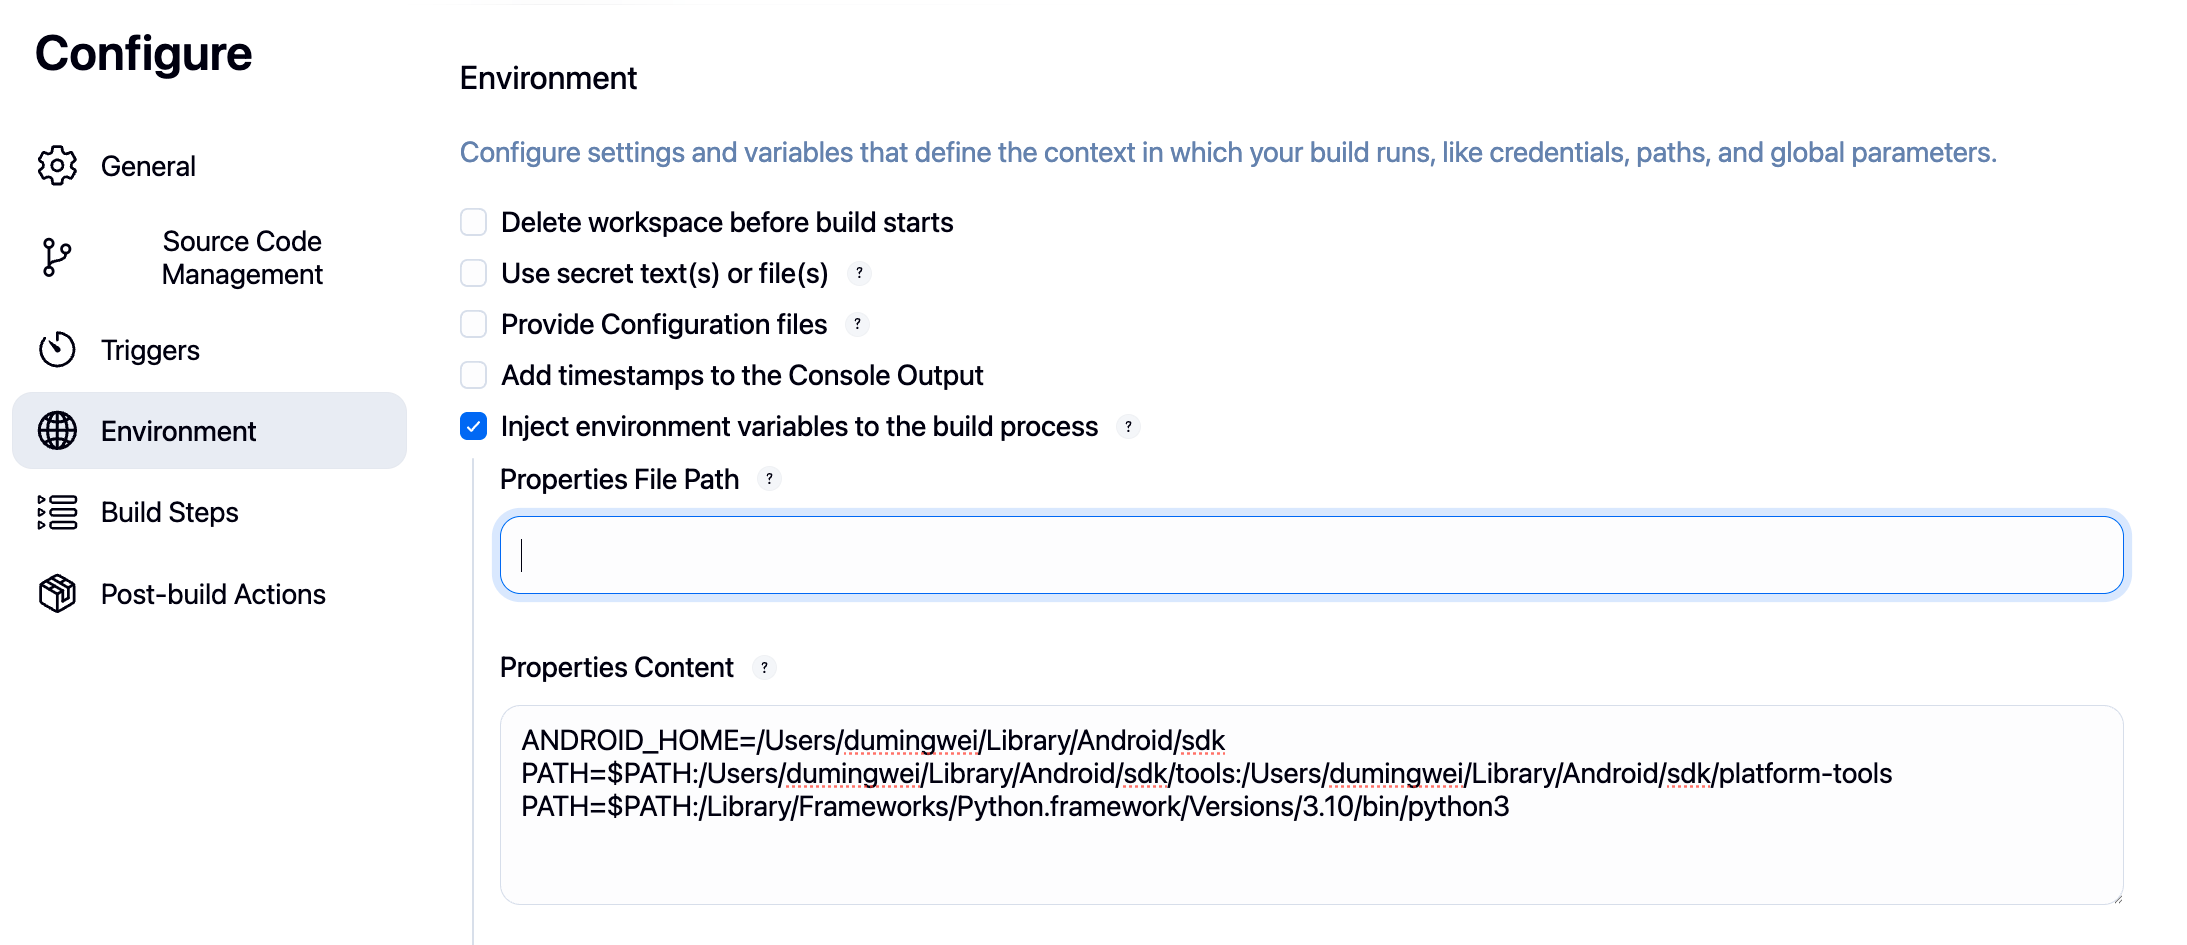 Configure
General
Source Code
Management
Triggers
Environment
Build Steps
Post-build Actions
Environment
Configure settings and variables that define the context in which your build runs, like credentials, paths, and global parameters.
Delete workspace before build starts
Use secret text(s) or file(s) ?
Provide Configuration files ?
Add timestamps to the Console Output
Inject environment variables to the build process ?
Properties File Path ?
Properties Content ?
ANDROID_HOME=/Users/dumingwei/Library/Android/sdk
PATH=$PATH:/Users/dumingwei/Library/Android/sdk/tools:/Users/dumingwei/Library/Android/sdk/platform-tools
PATH=$PATH:/Library/Frameworks/Python.framework/Versions/3.10/bin/python3